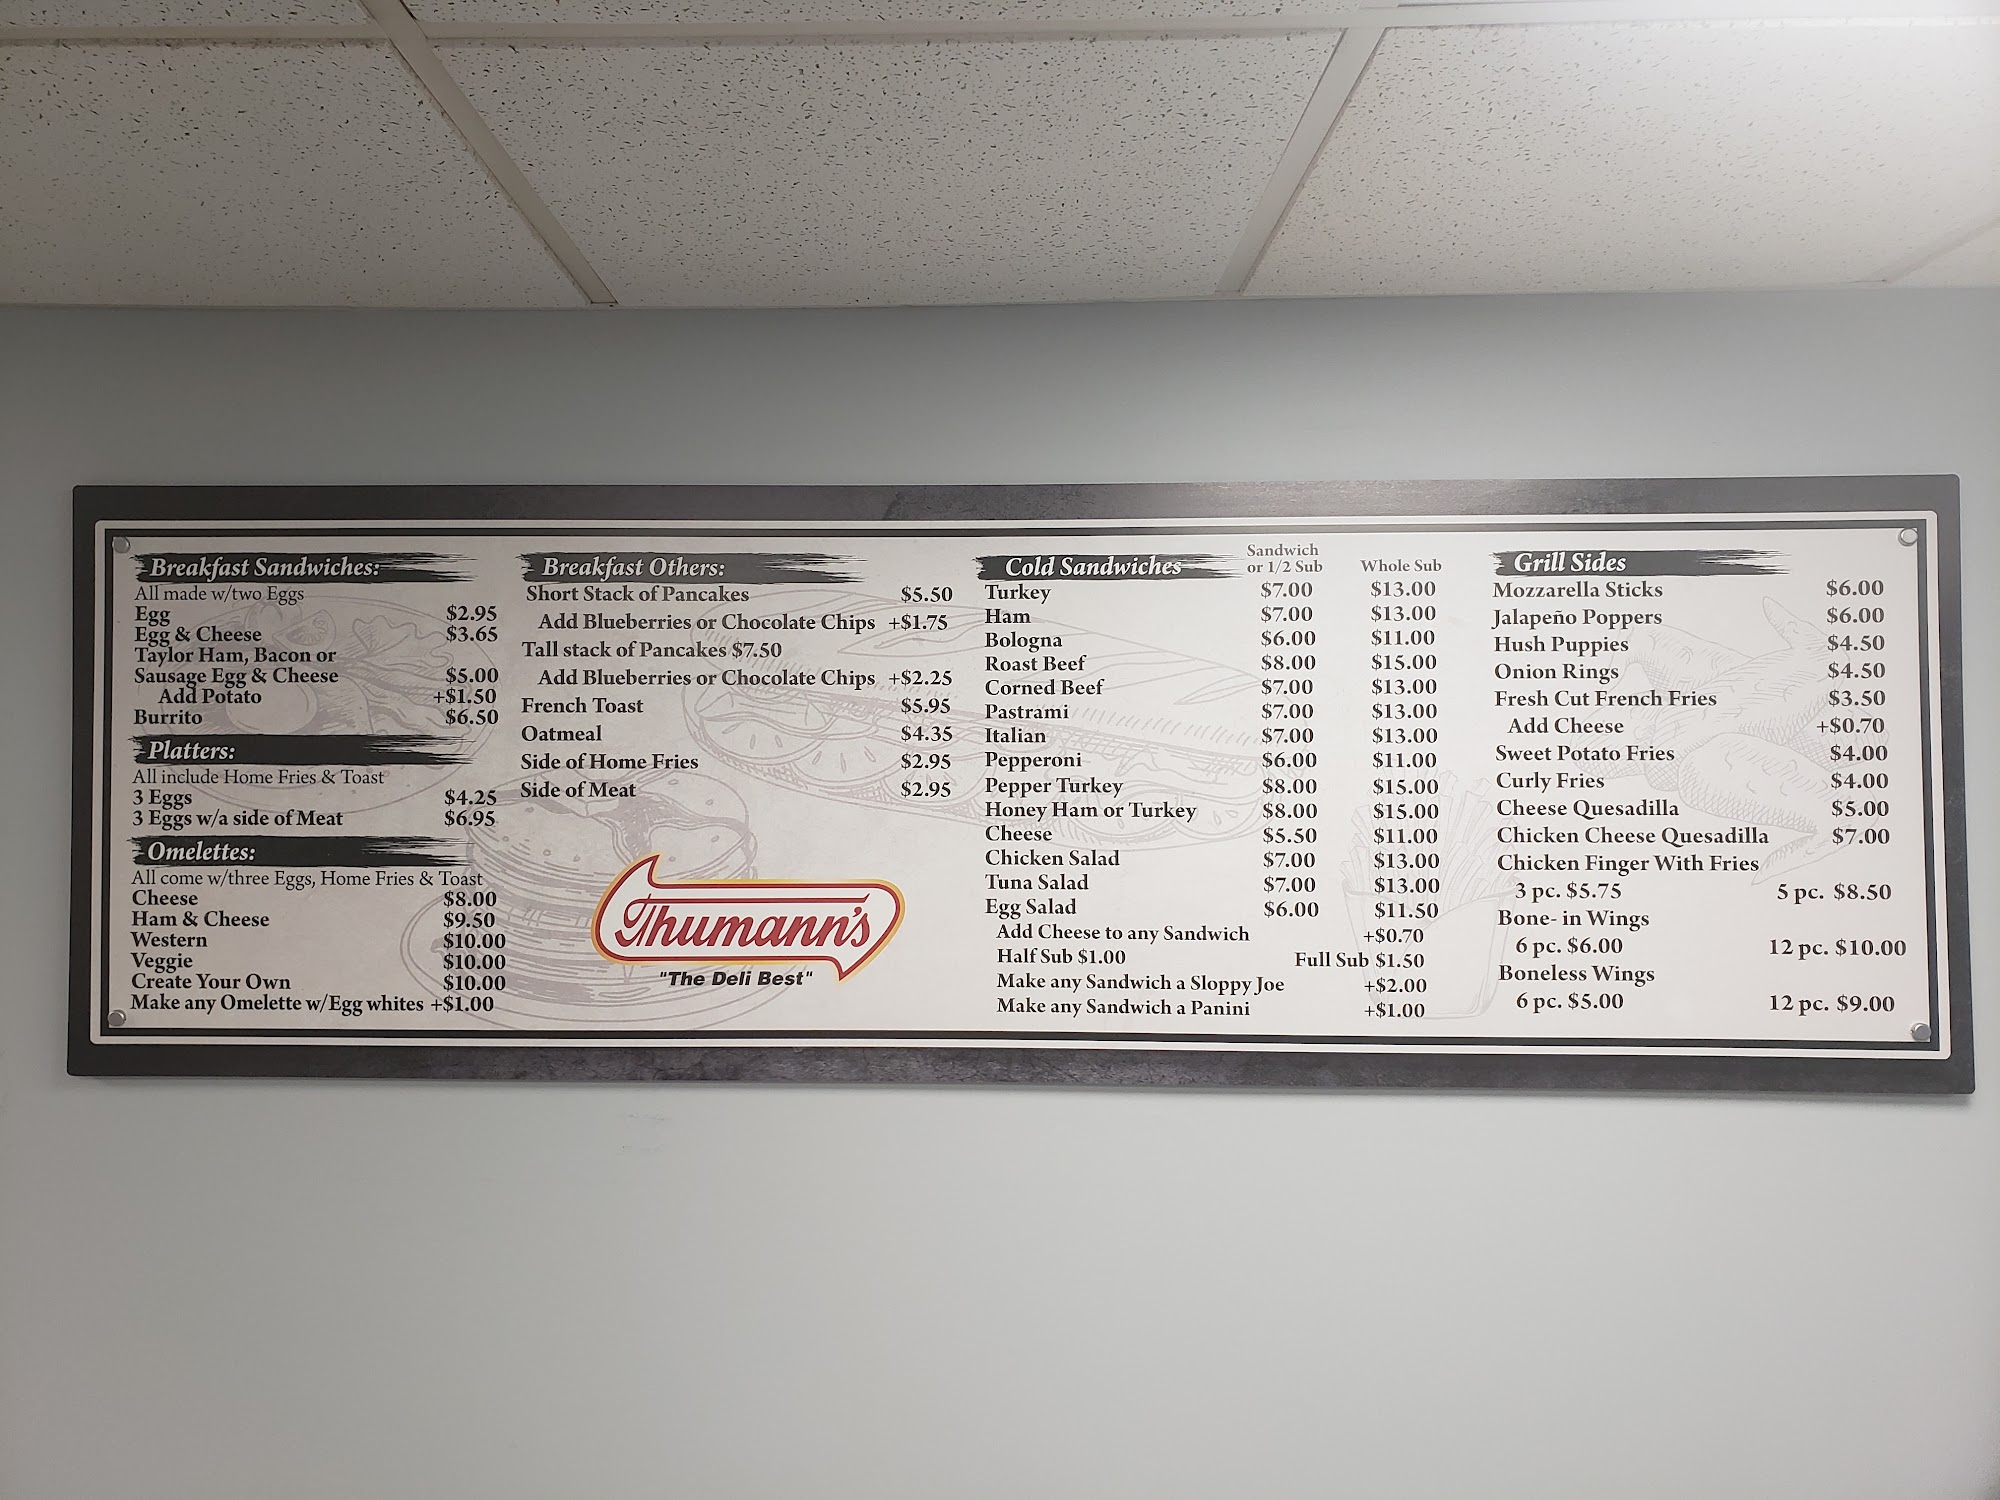 Breakfast Sandwiches:
All made w/two Eggs
Egg $2.95
Egg & Cheese $3.65
Taylor Ham, Bacon or
Sausage Egg & Cheese $5.00
Add Potato +$1.50
Burrito $6.50
Platters:
All include Home Fries & Toast
3 Eggs $4.25
3 Eggs w/a side of Meat $6.95
Omelettes:
All come w/three Eggs, Home Fries & Toast
Cheese $8.00
Ham & Cheese $9.50
Western $10.00
Veggie $10.00
Create Your Own $10.00
Make any Omelette w/Egg whites +$1.00
Breakfast Others:
Short Stack of Pancakes $5.50
Add Blueberries or Chocolate Chips +$1.75
Tall stack of Pancakes $7.50
Add Blueberries or Chocolate Chips +$2.25
French Toast $5.95
Oatmeal $4.35
Side of Home Fries $2.95
Side of Meat $2.95
Thumann's
"The Deli Best"
Cold Sandwiches Sandwich or 1/2 Sub Whole Sub
Turkey $7.00 $13.00
Ham $7.00 $13.00
Bologna $6.00 $11.00
Roast Beef $8.00 $15.00
Corned Beef $7.00 $13.00
Pastrami $7.00 $13.00
Italian $7.00 $13.00
Pepperoni $6.00 $11.00
Pepper Turkey $8.00 $15.00
Honey Ham or Turkey $8.00 $15.00
Cheese $5.50 $11.00
Chicken Salad $7.00 $13.00
Tuna Salad $7.00 $13.00
Egg Salad $6.00 $11.50
Add Cheese to any Sandwich +$0.70
Half Sub $1.00 Full Sub $1.50
Make any Sandwich a Sloppy Joe +$2.00
Make any Sandwich a Panini +$1.00
Grill Sides
Mozzarella Sticks $6.00
Jalapeño Poppers $6.00
Hush Puppies $4.50
Onion Rings $4.50
Fresh Cut French Fries $3.50
Add Cheese +$0.70
Sweet Potato Fries $4.00
Curly Fries $4.00
Cheese Quesadilla $5.00
Chicken Cheese Quesadilla $7.00
Chicken Finger With Fries
3 pc. $5.75 5 pc. $8.50
Bone- in Wings
6 pc. $6.00 12 pc. $10.00
Boneless Wings
6 pc. $5.00 12 pc. $9.00